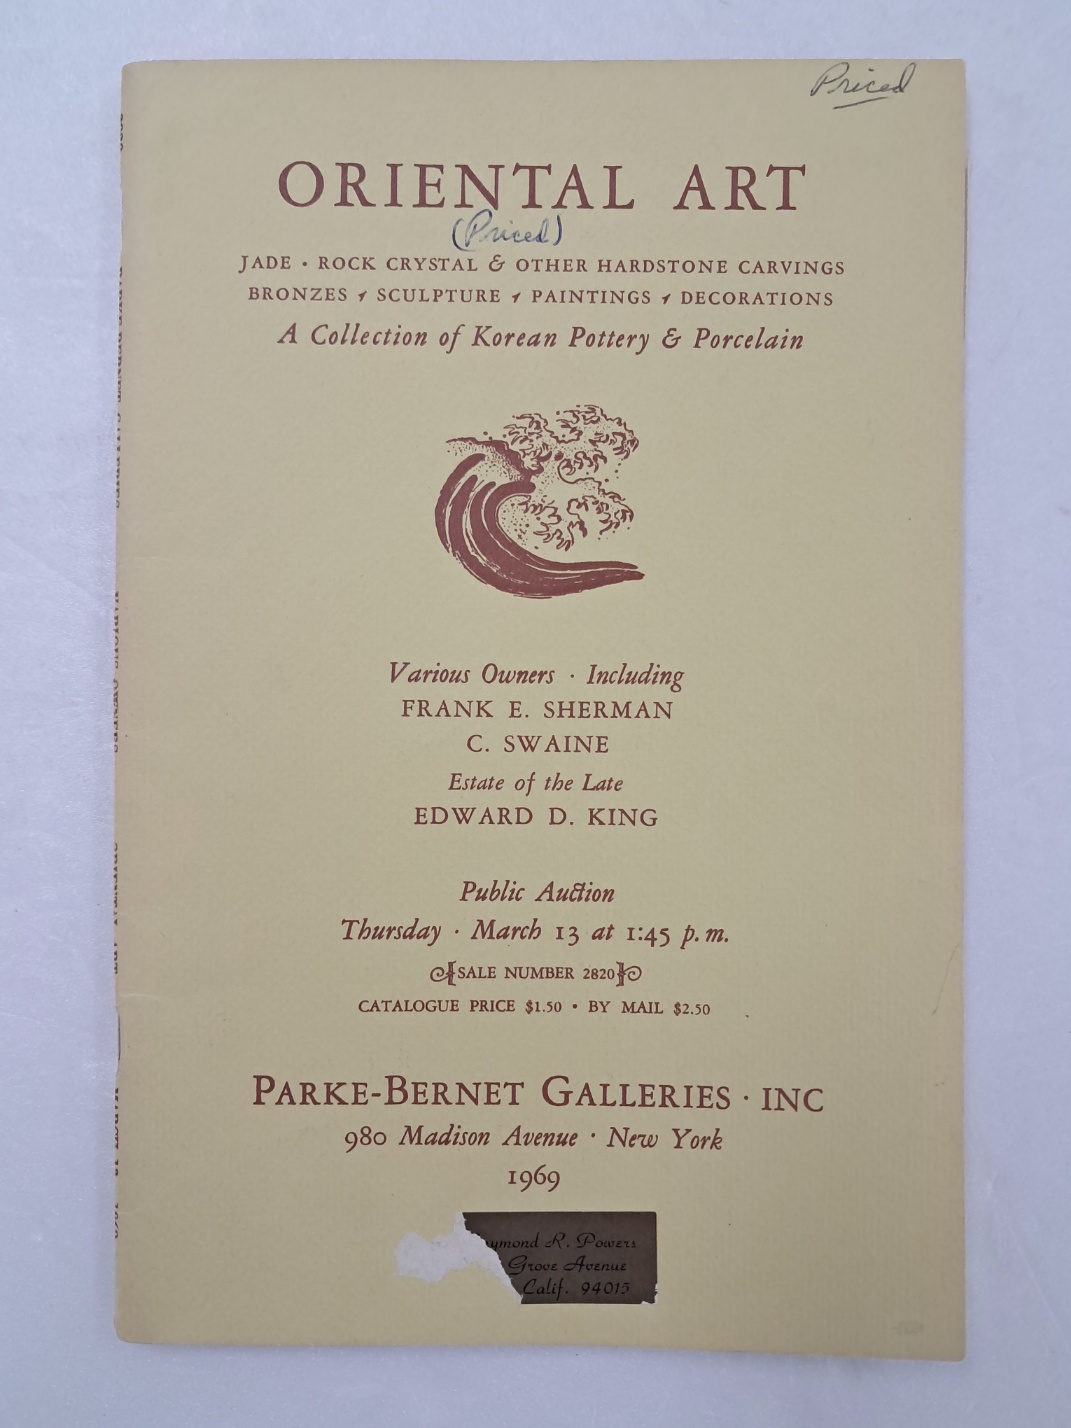 Priced
ORIENTAL ART
(Priced)
JADE · ROCK CRYSTAL & OTHER HARDSTONE CARVINGS
BRONZES / SCULPTURE / PAINTINGS / DECORATIONS
A Collection of Korean Pottery & Porcelain
Various Owners · Including
FRANK E. SHERMAN
C. SWAINE
Estate of the Late
EDWARD D. KING
Public Auction
Thursday · March 13 at 1:45 p.m.
SALE NUMBER 2820
CATALOGUE PRICE $1.50 • BY MAIL $2.50
PARKE-BERNET GALLERIES · INC
980 Madison Avenue · New York
1969
ymond R. Powers
Grove Avenue
Calif. 94015